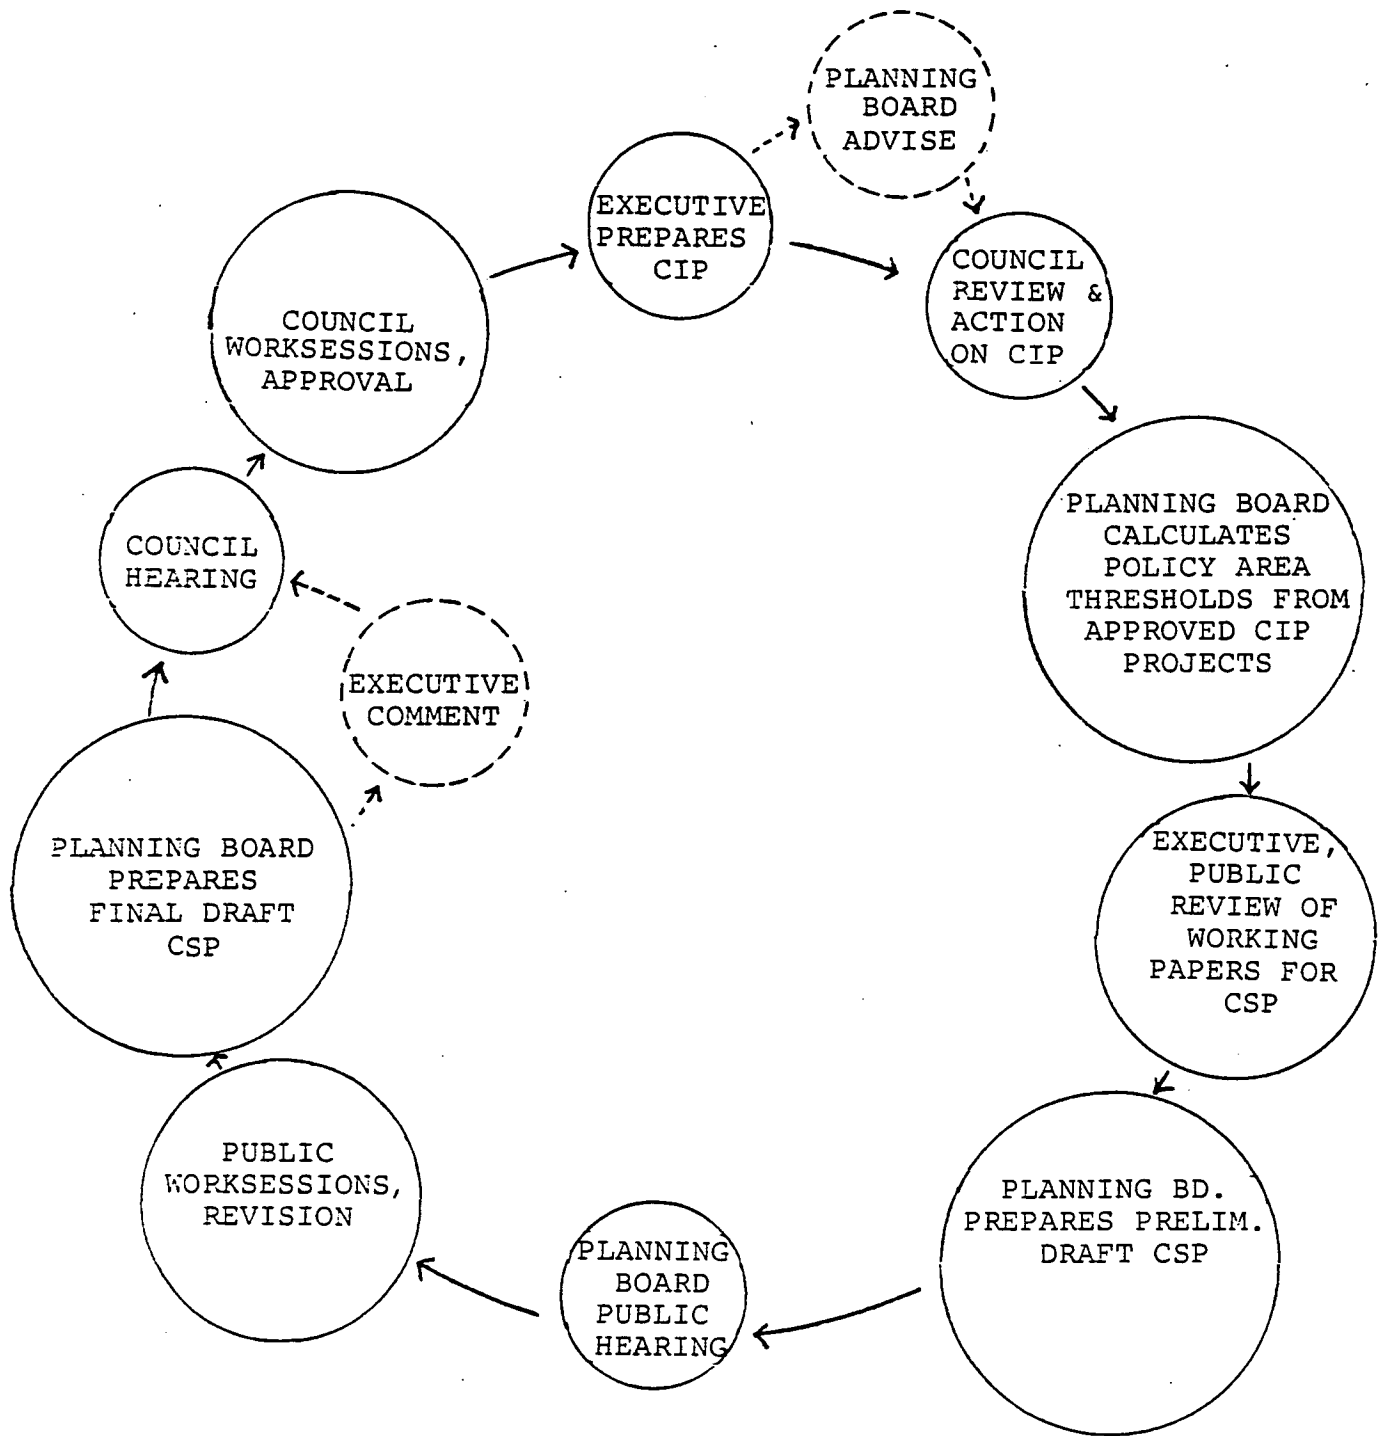 PLANNING
BOARD
ADVISE
EXECUTIVE
PREPARES
CIP
COUNCIL
REVIEW &
ACTION
ON CIP
COUNCIL
WORKSESSIONS,
APPROVAL
PLANNING BOARD
CALCULATES
POLICY AREA
THRESHOLDS FROM
APPROVED CIP
PROJECTS
COUNCIL
HEARING
EXECUTIVE
COMMENT
EXECUTIVE,
PUBLIC
REVIEW OF
WORKING
PAPERS FOR
CSP
PLANNING BOARD
PREPARES
FINAL DRAFT
CSP
PUBLIC
WORKSESSIONS,
REVISION
PLANNING BD.
PREPARES PRELIM.
DRAFT CSP
PLANNING
BOARD
PUBLIC
HEARING